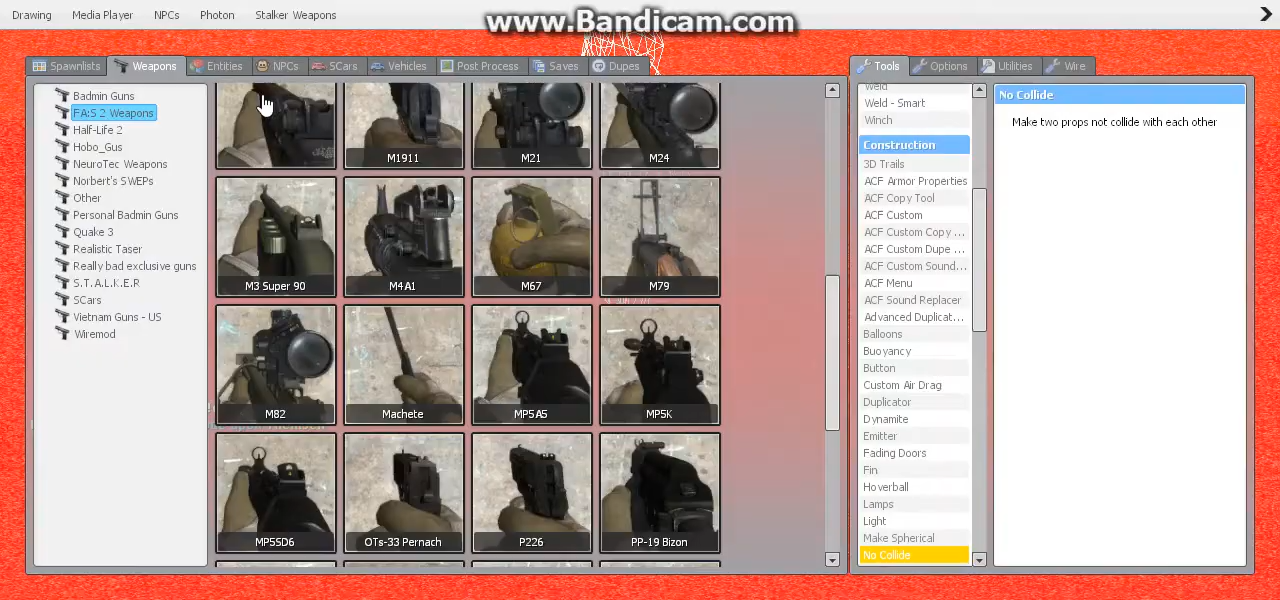 Drawing Media Player NPCs Photon Stalker Weapons
www.Bandicam.com
Spawnlists Weapons Entities NPCs SCars Vehicles Post Process Saves Dupes
Tools Options Utilities Wire
Badmin Guns
FA:S 2 Weapons
Half-Life 2
Hobo_Gus
NeuroTec Weapons
Norbert's SWEPs
Other
Personal Badmin Guns
Quake 3
Realistic Taser
Really bad exclusive guns
S.T.A.L.K.E.R
SCars
Vietnam Guns - US
Wiremod
M1911 M21 M24
M3 Super 90 M4A1 M67 M79
M82 Machete MP5A5 MP5K
MP5SD6 OTs-33 Pernach P226 PP-19 Bizon
Weld
Weld - Smart
Winch
Construction
3D Trails
ACF Armor Properties
ACF Copy Tool
ACF Custom
ACF Custom Copy ...
ACF Custom Dupe ...
ACF Custom Sound...
ACF Menu
ACF Sound Replacer
Advanced Duplicat...
Balloons
Buoyancy
Button
Custom Air Drag
Duplicator
Dynamite
Emitter
Fading Doors
Fin
Hoverball
Lamps
Light
Make Spherical
No Collide
No Collide
Make two props not collide with each other